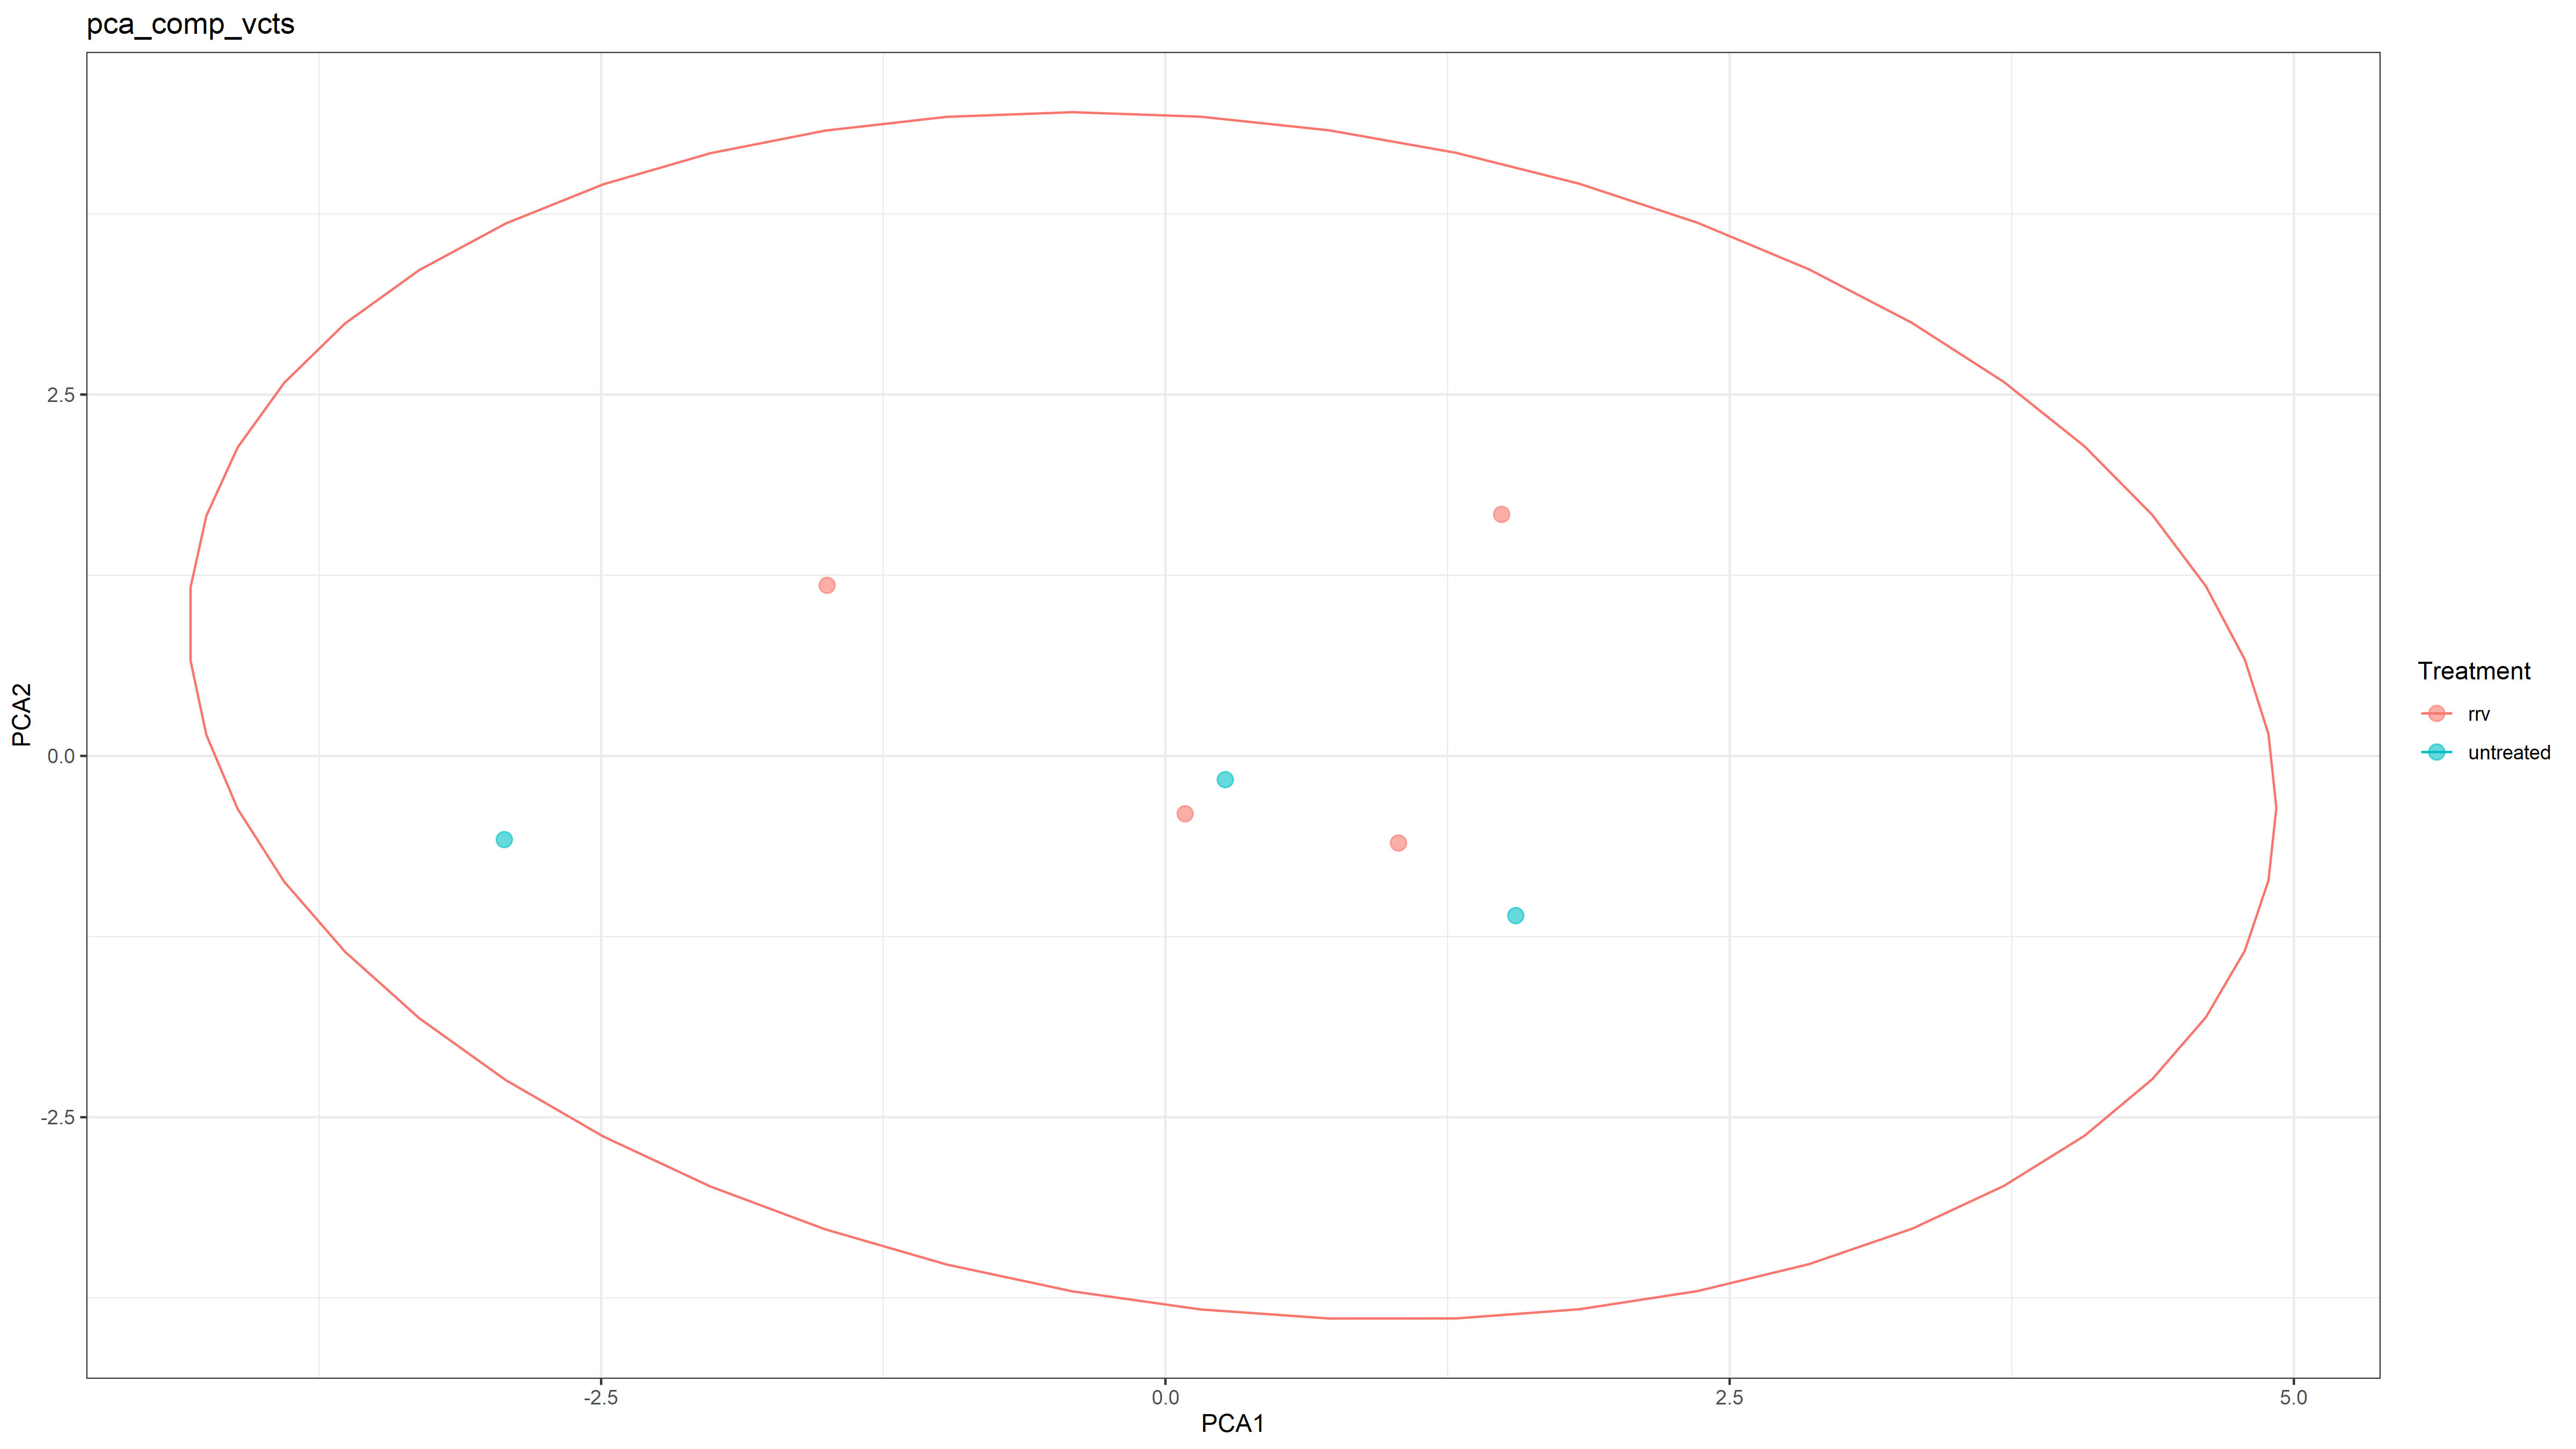 pca_comp_vcts
PCA2
2.5
0.0
-2.5
-2.5
0.0
2.5
5.0
PCA1
Treatment
rrv
untreated